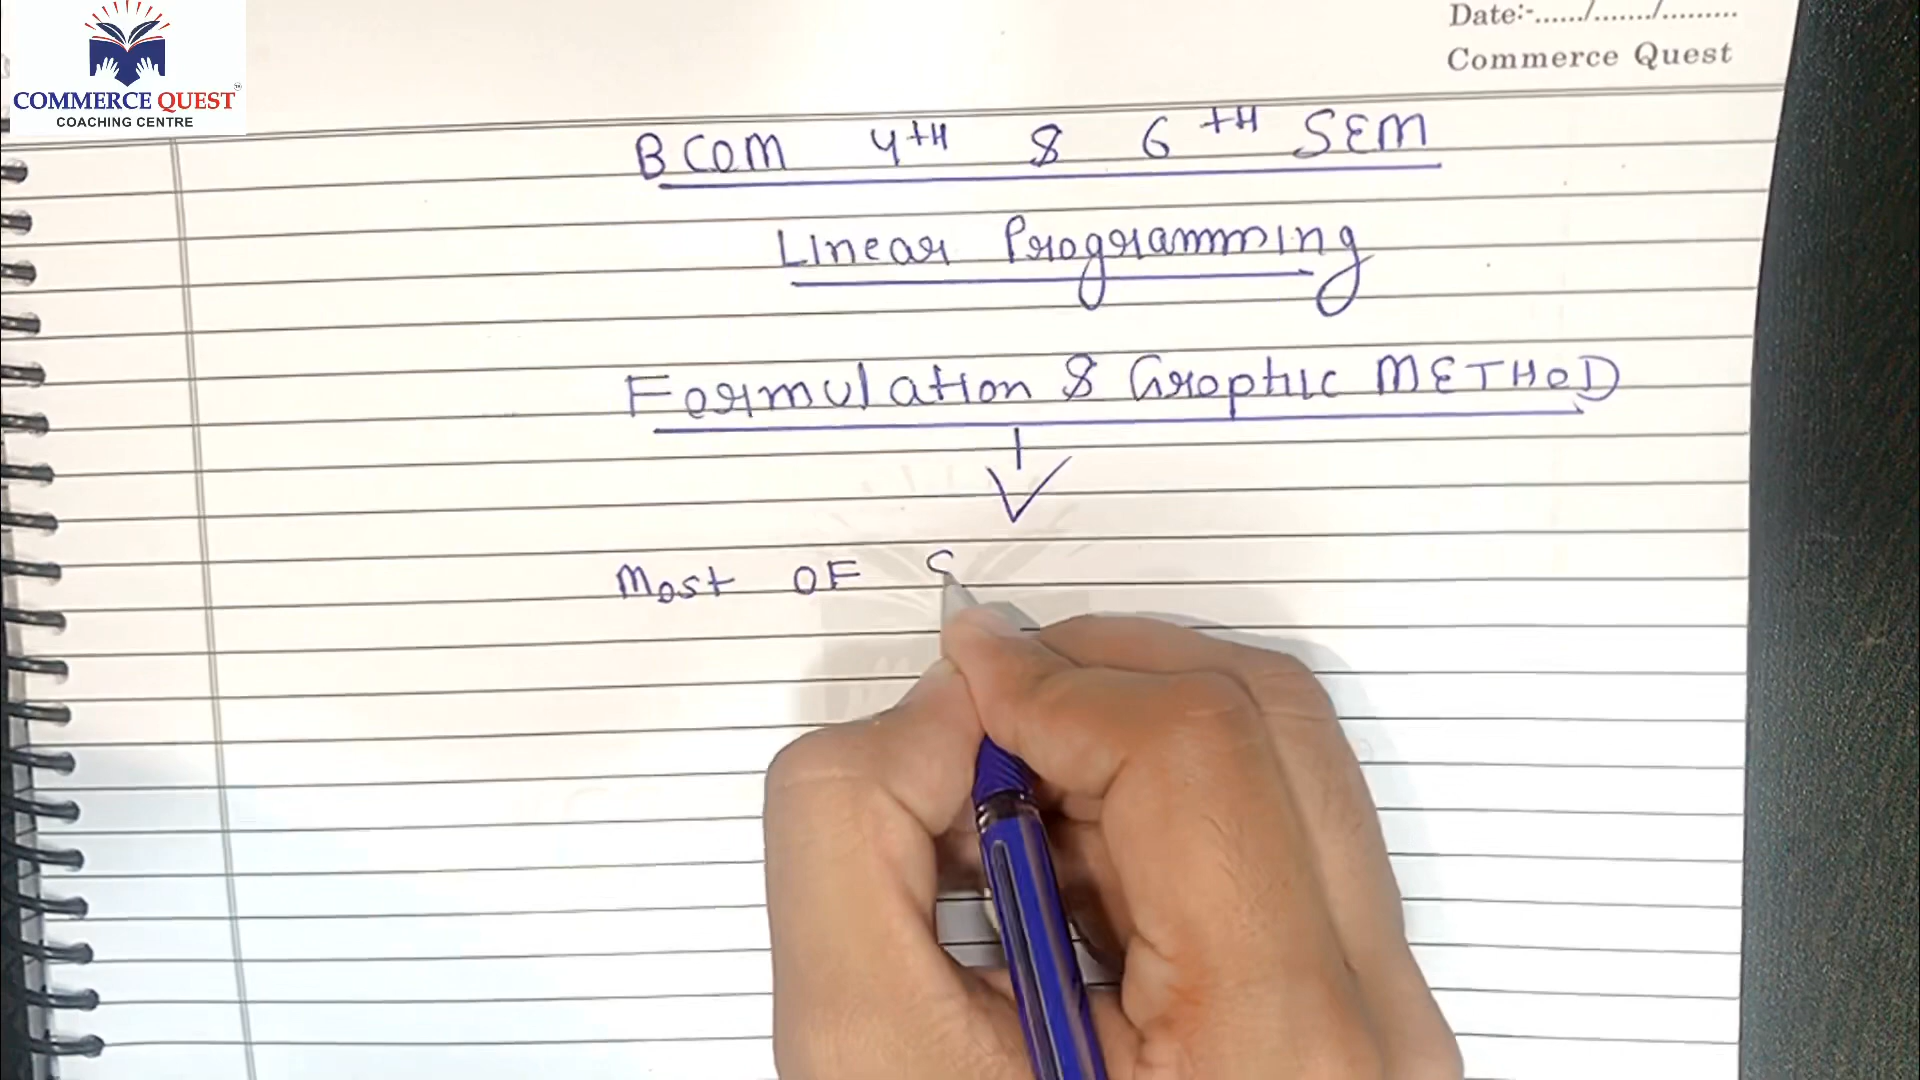 COMMERCE QUEST
COACHING CENTRE
Date:-....../......./.........
Commerce Quest
BCOM 4TH & 6TH SEM
Linear Programming
Formulation & Graphic METHOD
Most OF S